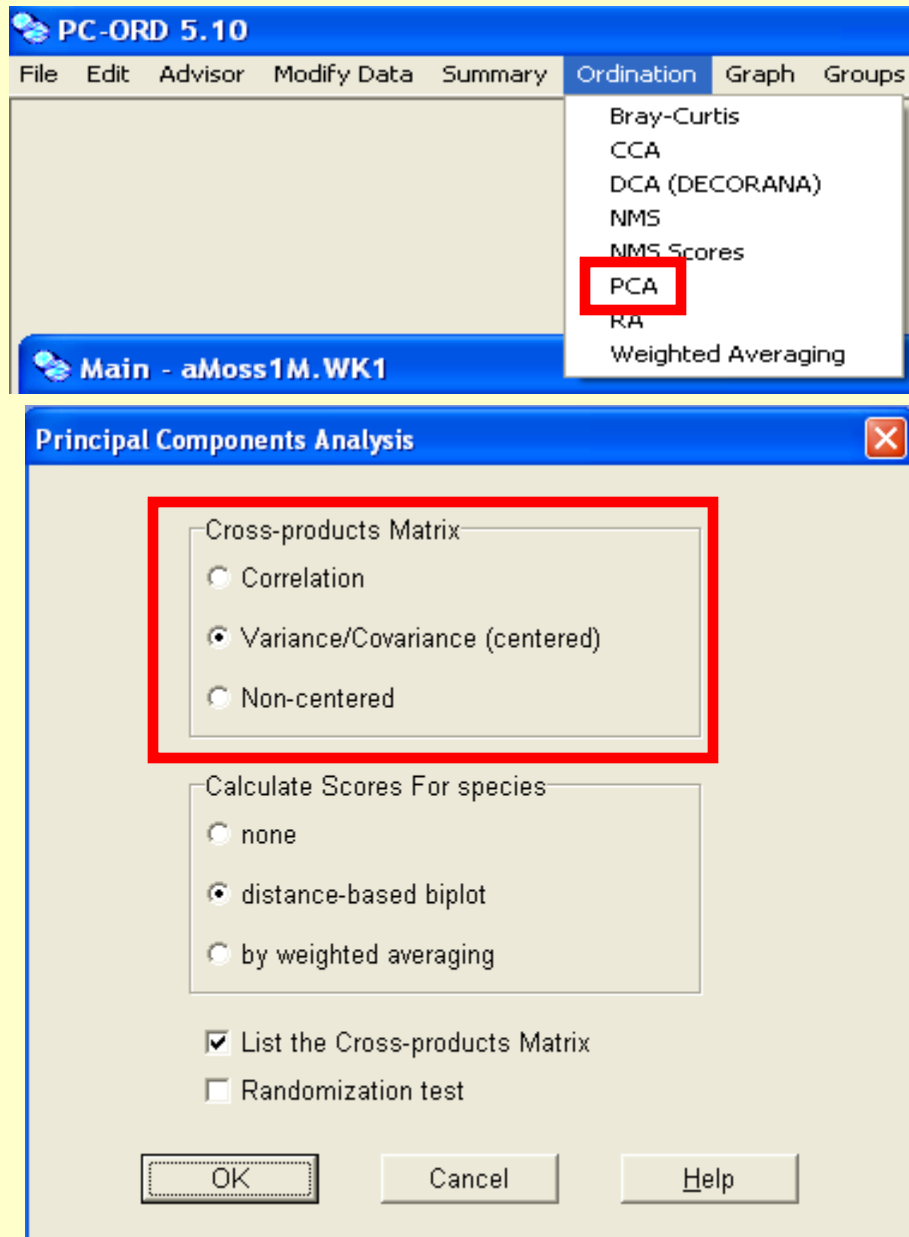 PC-ORD 5.10
File Edit Advisor Modify Data Summary Ordination Graph Groups
Bray-Curtis
CCA
DCA (DECORANA)
NMS
NMS Scores
PCA
RA
Weighted Averaging
Main - aMoss1M.WK1
Principal Components Analysis
Cross-products Matrix
Correlation
Variance/Covariance (centered)
Non-centered
Calculate Scores For species
none
distance-based biplot
by weighted averaging
List the Cross-products Matrix
Randomization test
OK Cancel Help